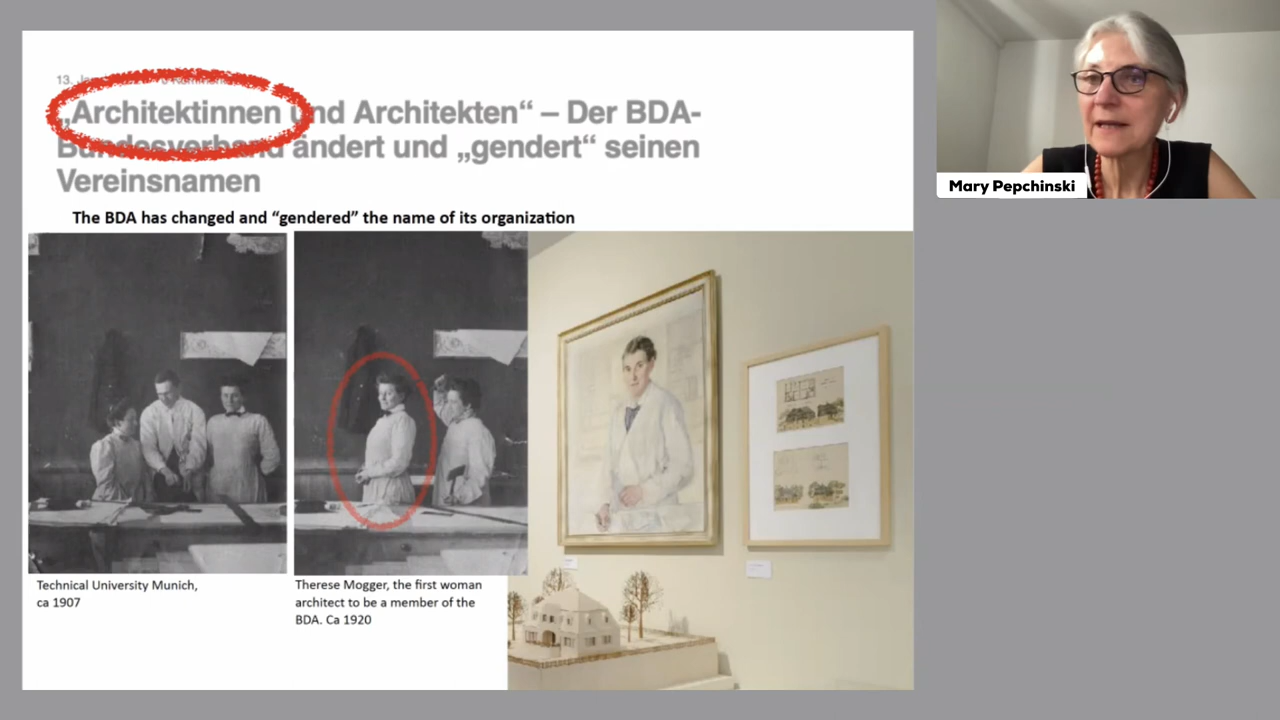 13.
„Architektinnen und Architekten“ – Der BDA-
Bundesverband ändert und „gendert“ seinen
Vereinsnamen
The BDA has changed and “gendered” the name of its organization
Technical University Munich,
ca 1907
Therese Mogger, the first woman
architect to be a member of the
BDA. Ca 1920
Mary Pepchinski